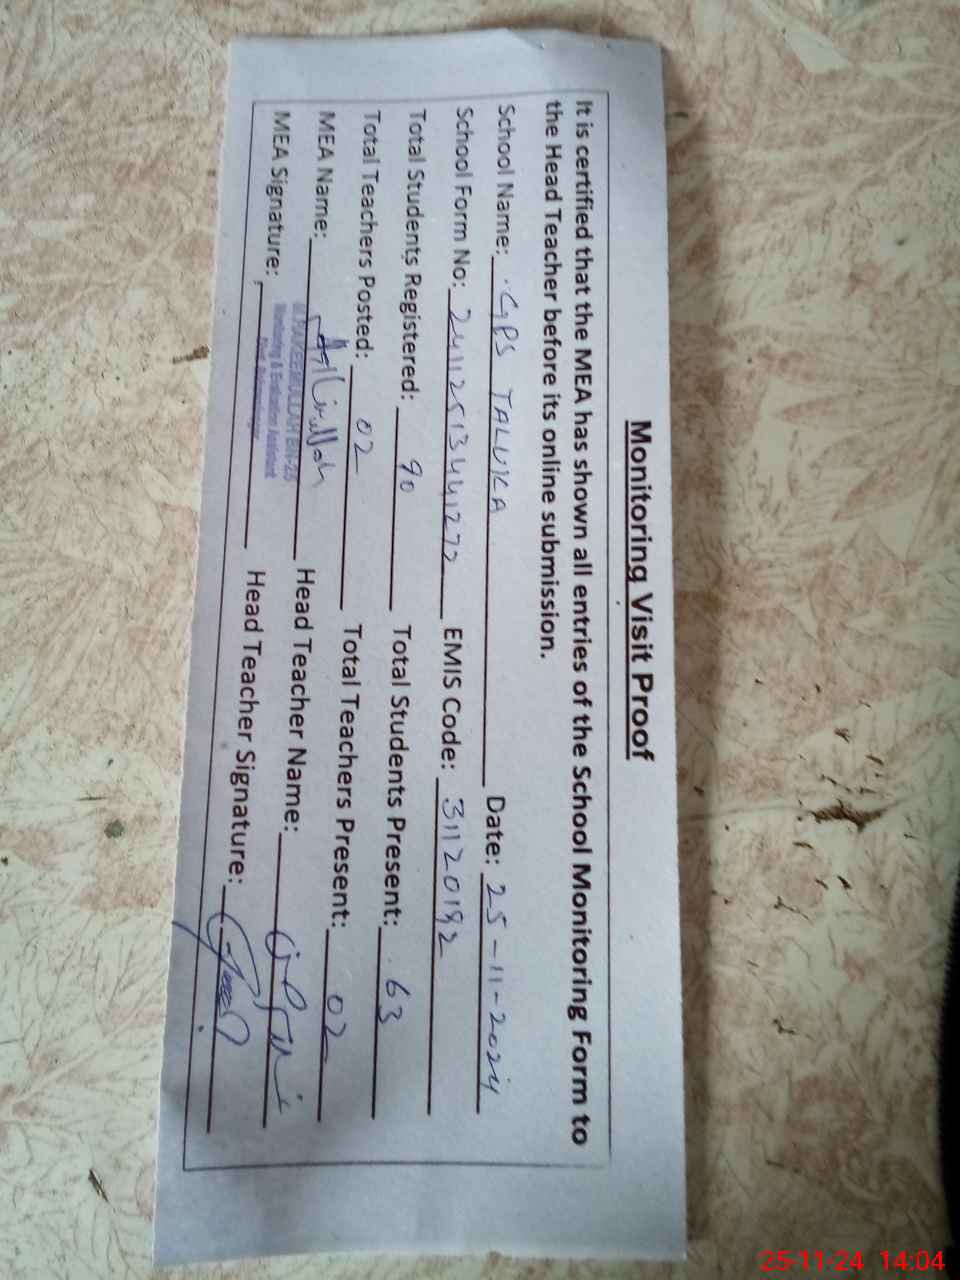 Monitoring Visit Proof
It is certified that the MEA has shown all entries of the School Monitoring Form to
the Head Teacher before its online submission.
School Name: GPS TALUKA Date: 25-11-2024
School Form No: 241125134441272 EMIS Code: 31120192
Total Students Registered: 90 Total Students Present: 63
Total Teachers Posted: 02 Total Teachers Present: 02
MEA Name: Head Teacher Name:
MEA Signature: Head Teacher Signature:
Monitoring & Evaluation Assistant
25-11-24 14:04